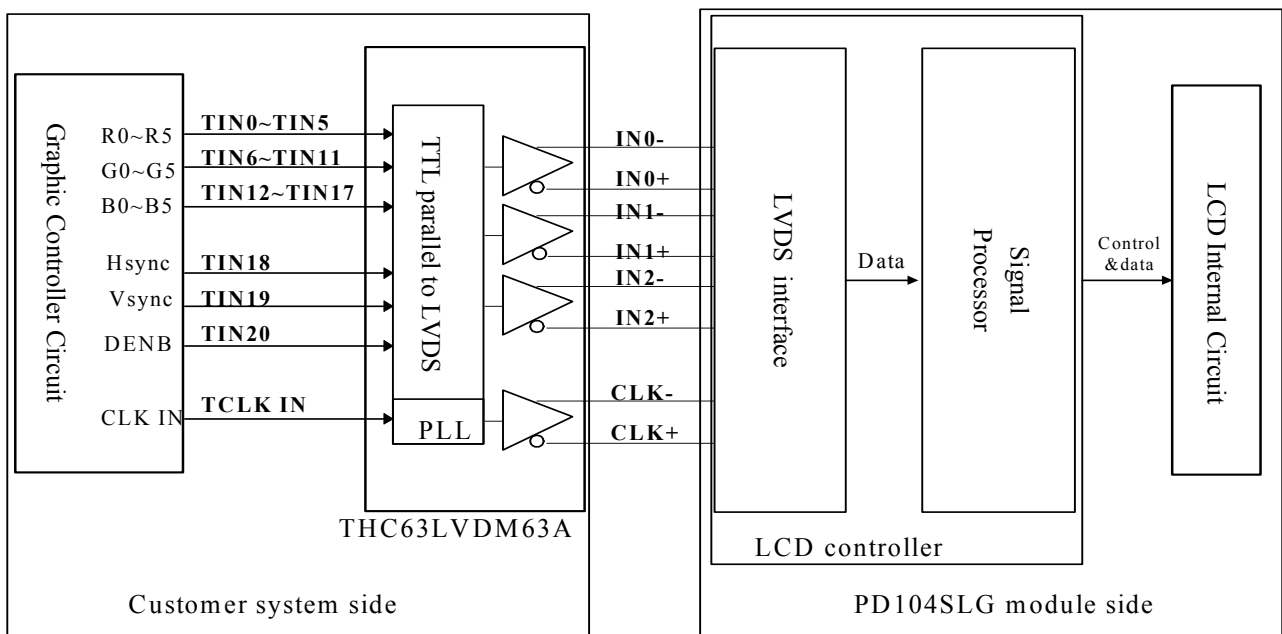 Graphic Controller Circuit
R0~R5
G0~G5
B0~B5
Hsync
Vsync
DENB
CLK IN
TIN0~TIN5
TIN6~TIN11
TIN12~TIN17
TIN18
TIN19
TIN20
TCLK IN
TTL parallel to LVDS
PLL
THC63LVDM63A
IN0-
IN0+
IN1-
IN1+
IN2-
IN2+
CLK-
CLK+
LVDS interface
Data
Signal
Processor
LCD controller
Control
&data
LCD Internal Circuit
Customer system side
PD104SLG module side